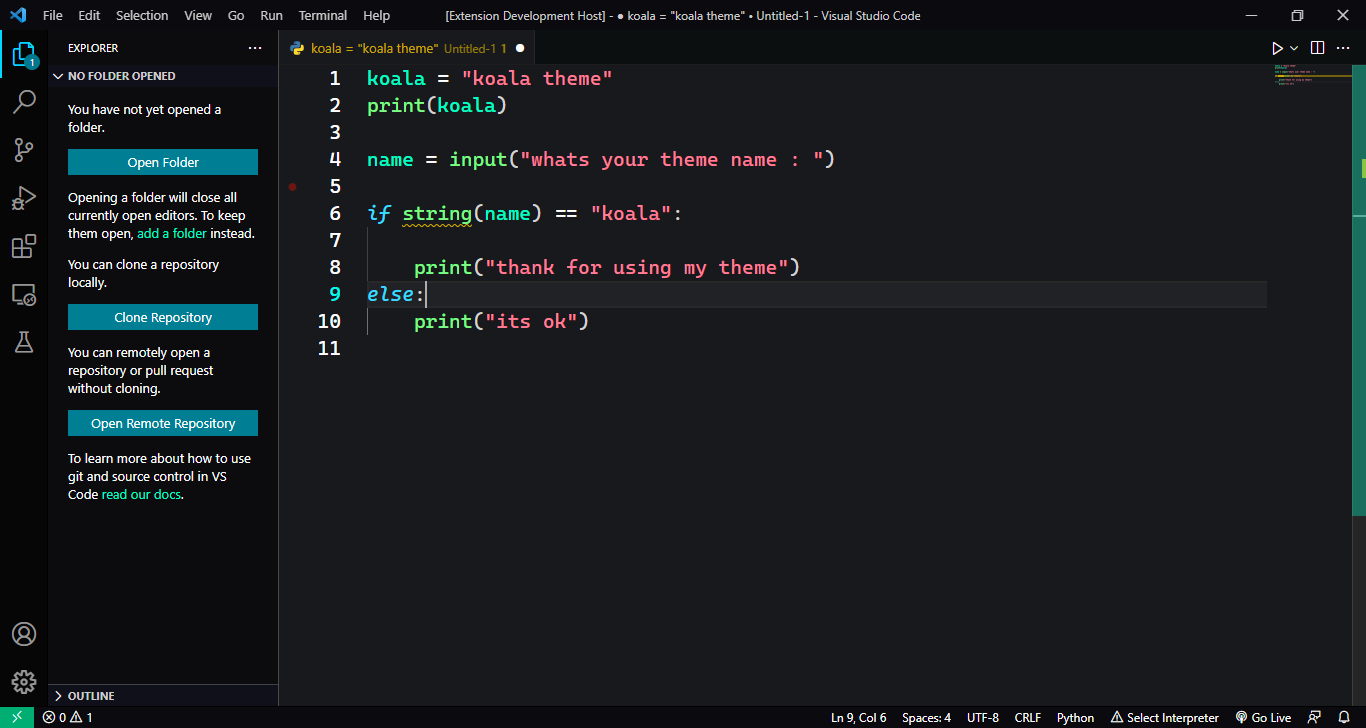 File Edit Selection View Go Run Terminal Help [Extension Development Host] - ● koala = "koala theme" • Untitled-1 - Visual Studio Code
EXPLORER ...
1
NO FOLDER OPENED
You have not yet opened a
folder.
Open Folder
Opening a folder will close all
currently open editors. To keep
them open, add a folder instead.
You can clone a repository
locally.
Clone Repository
You can remotely open a
repository or pull request
without cloning.
Open Remote Repository
To learn more about how to use
git and source control in VS
Code read our docs.
OUTLINE
koala = "koala theme" Untitled-1 1 ●
1 koala = "koala theme"
2 print(koala)
3
4 name = input("whats your theme name : ")
5
6 if string(name) == "koala":
7
8     print("thank for using my theme")
9 else:
10     print("its ok")
11
0 1 Ln 9, Col 6 Spaces: 4 UTF-8 CRLF Python Select Interpreter Go Live